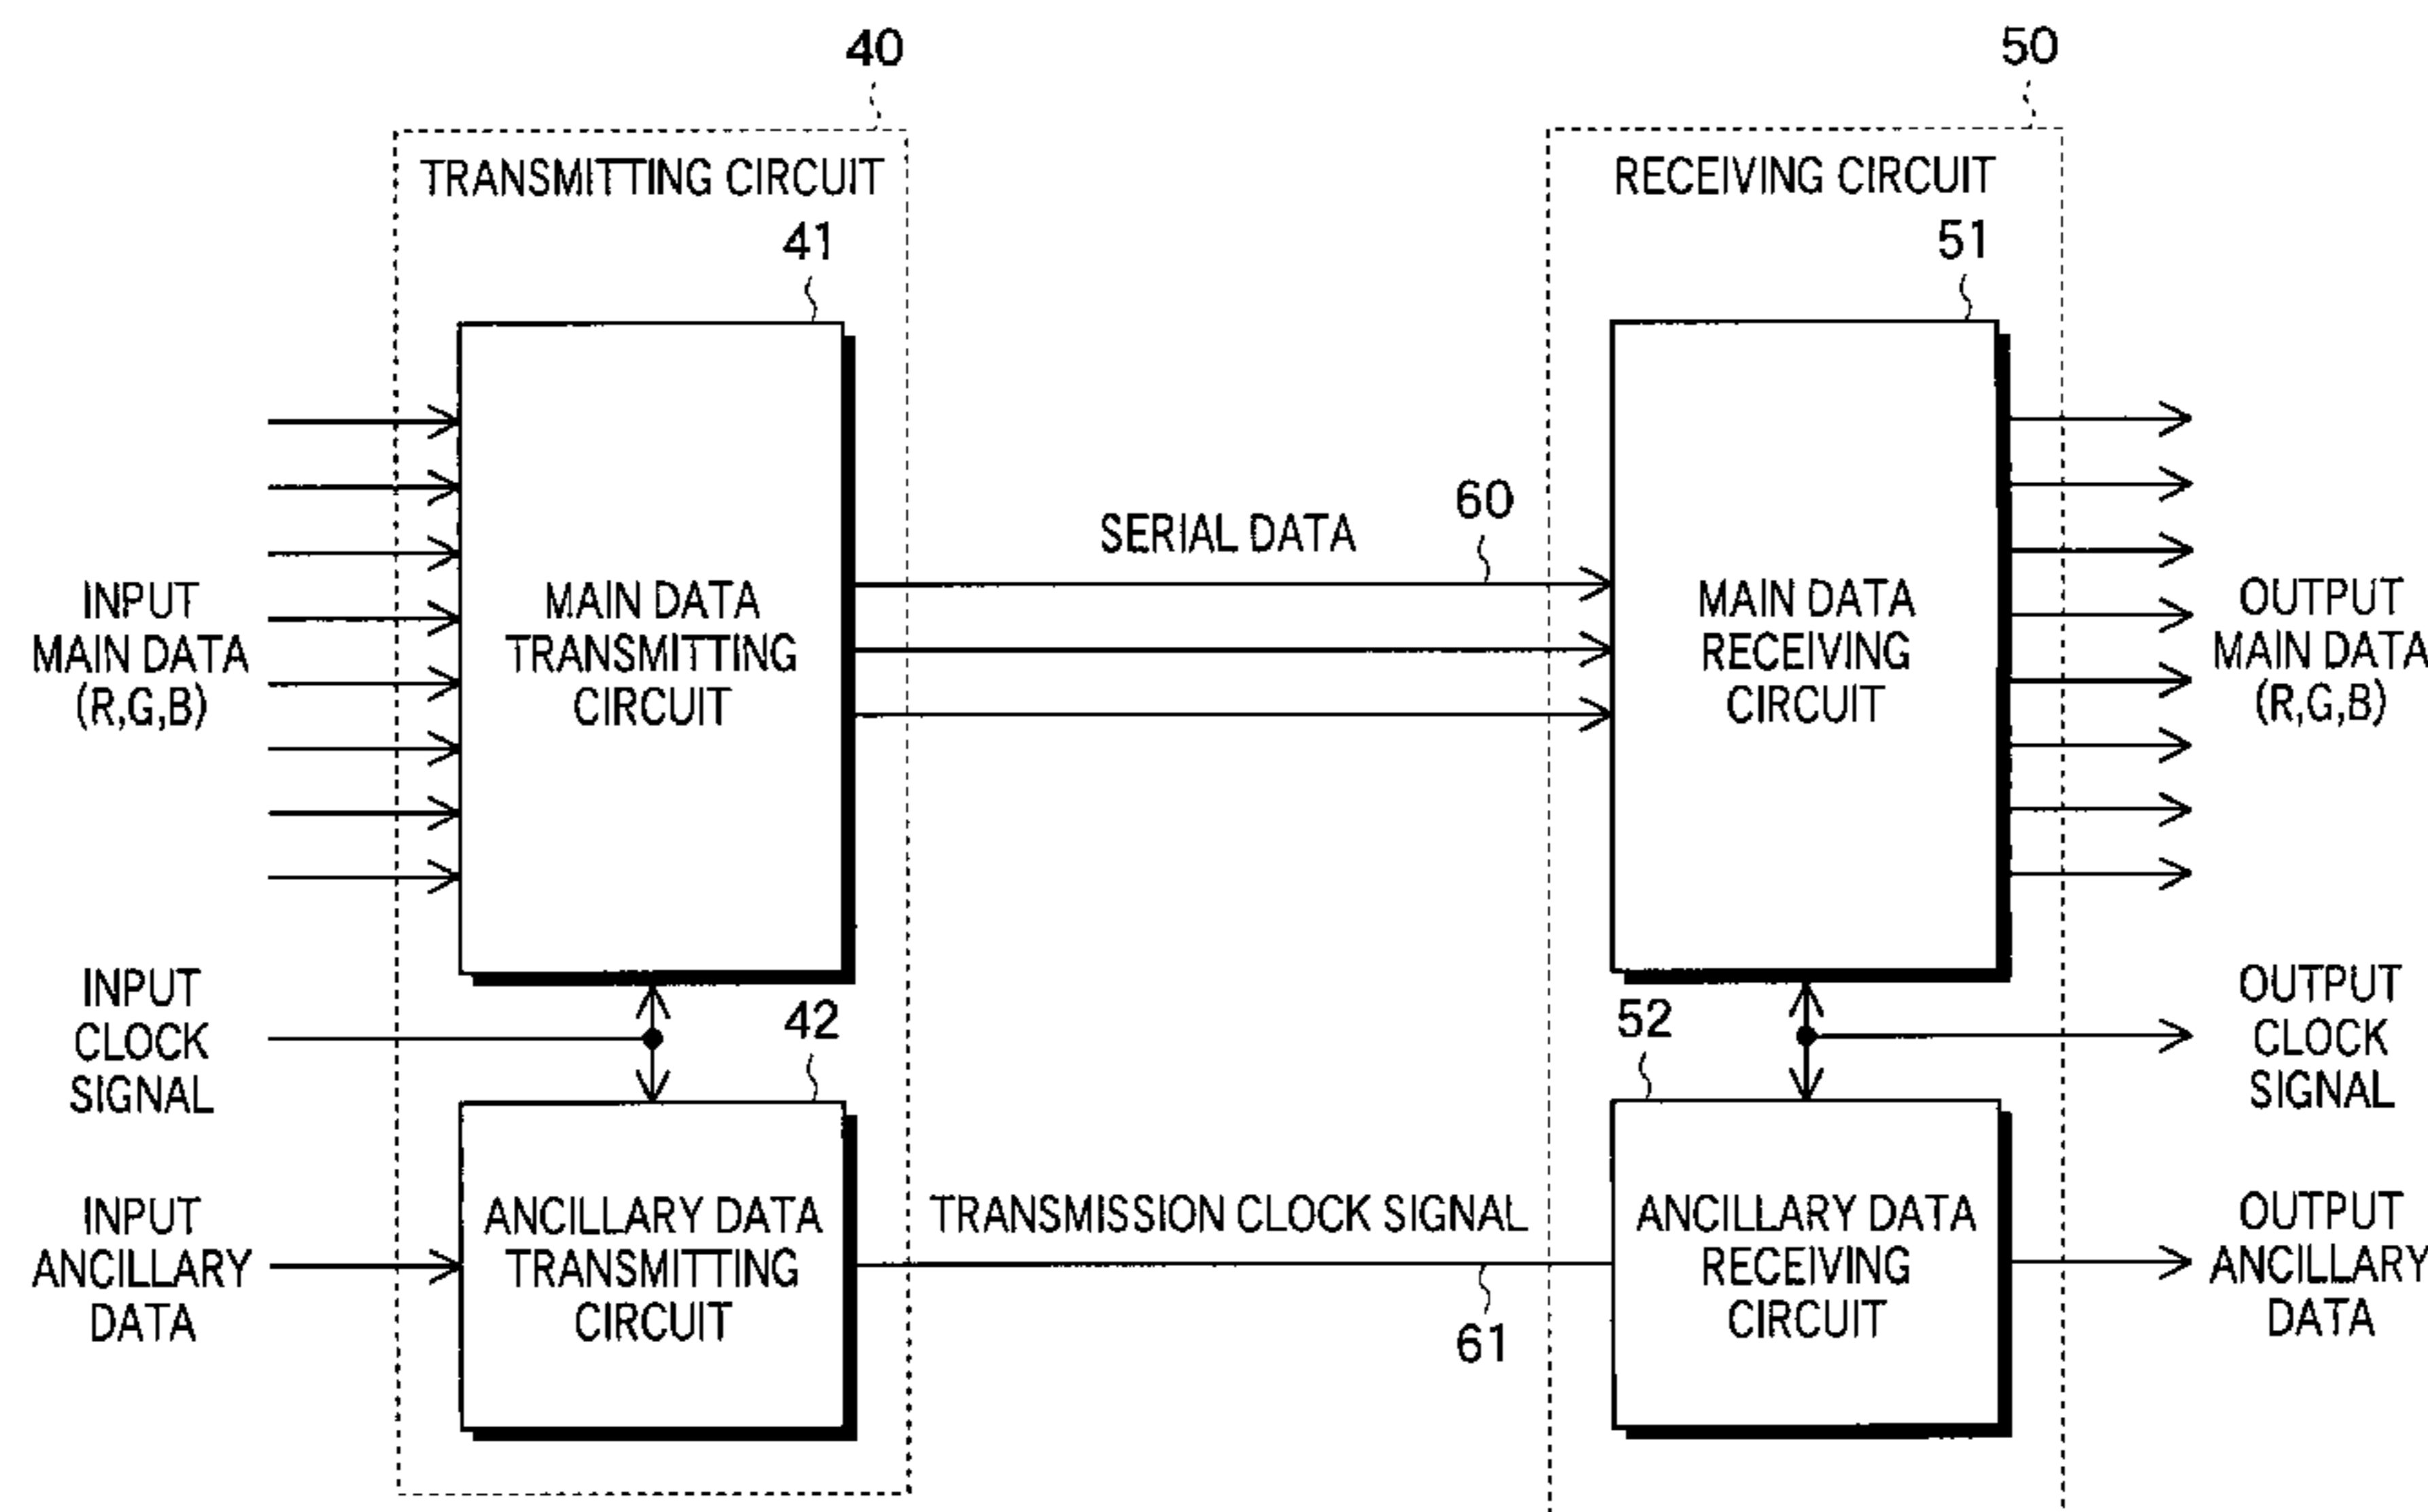 40
50
TRANSMITTING CIRCUIT
RECEIVING CIRCUIT
41
51
INPUT
MAIN DATA
(R,G,B)
MAIN DATA
TRANSMITTING
CIRCUIT
SERIAL DATA
60
MAIN DATA
RECEIVING
CIRCUIT
OUTPUT
MAIN DATA
(R,G,B)
INPUT
CLOCK
SIGNAL
42
52
OUTPUT
CLOCK
SIGNAL
INPUT
ANCILLARY
DATA
ANCILLARY DATA
TRANSMITTING
CIRCUIT
TRANSMISSION CLOCK SIGNAL
61
ANCILLARY DATA
RECEIVING
CIRCUIT
OUTPUT
ANCILLARY
DATA